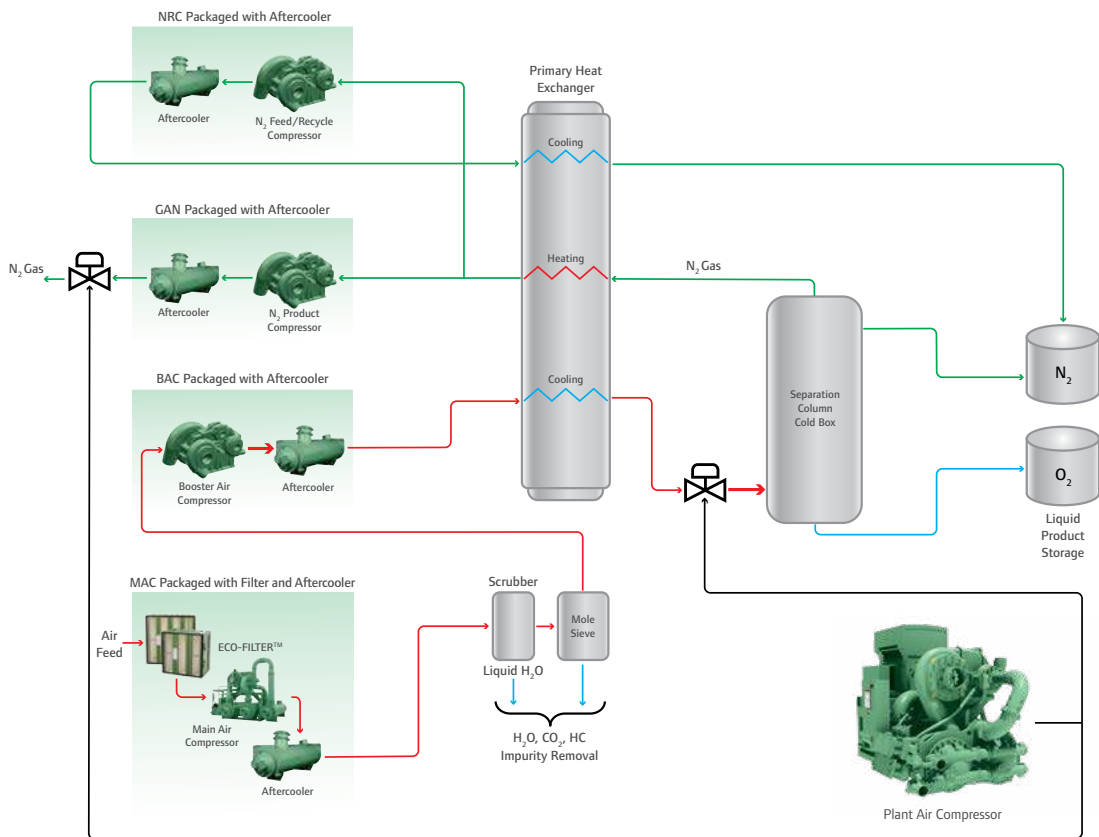 NRC Packaged with Aftercooler
Aftercooler
N₂ Feed/Recycle
Compressor
Primary Heat
Exchanger
Cooling
GAN Packaged with Aftercooler
N₂ Gas
Aftercooler
N₂ Product
Compressor
Heating
N₂ Gas
BAC Packaged with Aftercooler
Booster Air
Compressor
Aftercooler
Cooling
Separation
Column
Cold Box
N₂
O₂
Liquid
Product
Storage
MAC Packaged with Filter and Aftercooler
Air
Feed
ECO-FILTER™
Main Air
Compressor
Aftercooler
Scrubber
Liquid H₂O
Mole
Sieve
H₂O, CO₂, HC
Impurity Removal
Plant Air Compressor